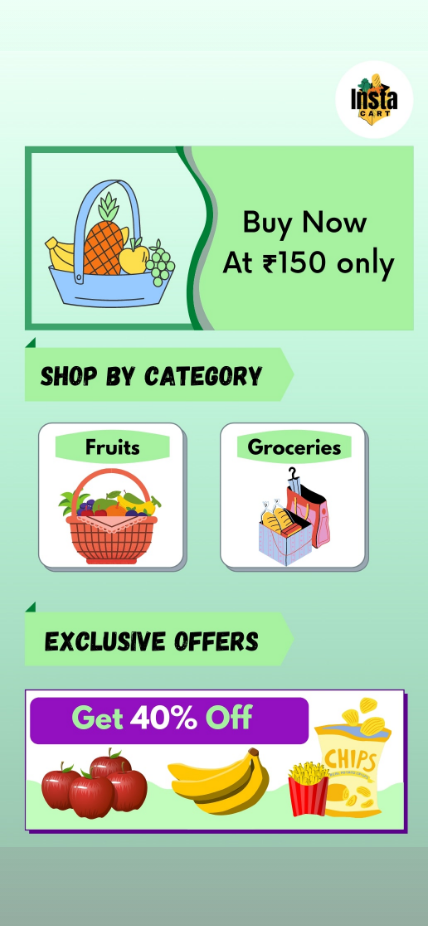 Insta
CART
Buy Now
At ₹150 only
SHOP BY CATEGORY
Fruits
Groceries
EXCLUSIVE OFFERS
Get 40% Off
CHIPS